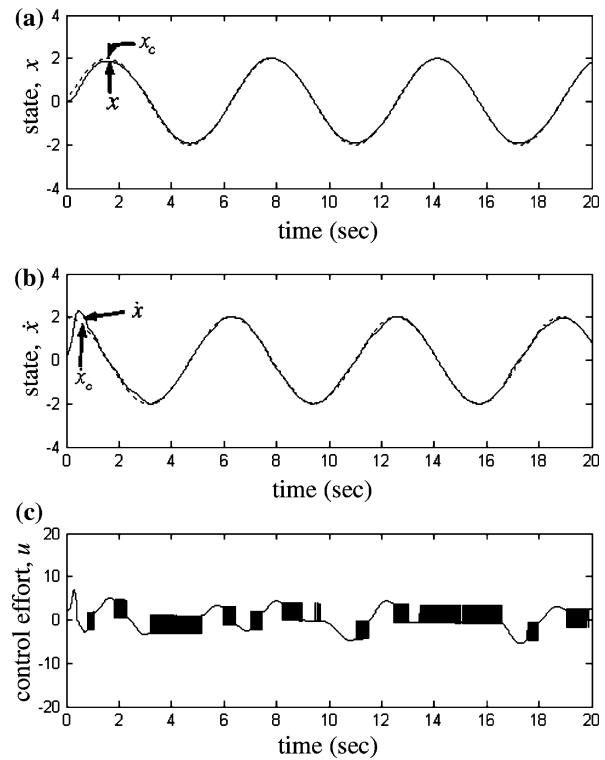 (a)
4
2
0
-2
-4
state, x
x_c
x
0 2 4 6 8 10 12 14 16 18 20
time (sec)
(b)
4
2
0
-2
-4
state, ẋ
ẋ
ẋ_c
0 2 4 6 8 10 12 14 16 18 20
time (sec)
(c)
20
10
0
-10
-20
control effort, u
0 2 4 6 8 10 12 14 16 18 20
time (sec)